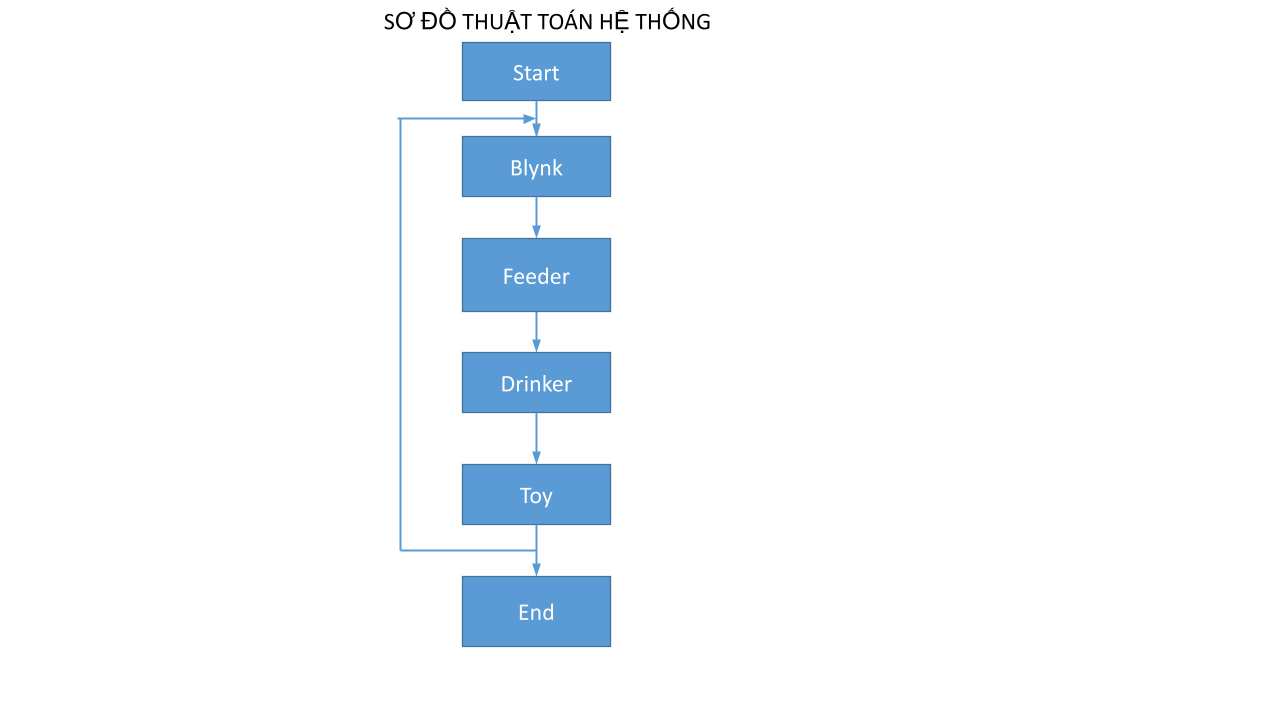 SƠ ĐỒ THUẬT TOÁN HỆ THỐNG
Start
Blynk
Feeder
Drinker
Toy
End